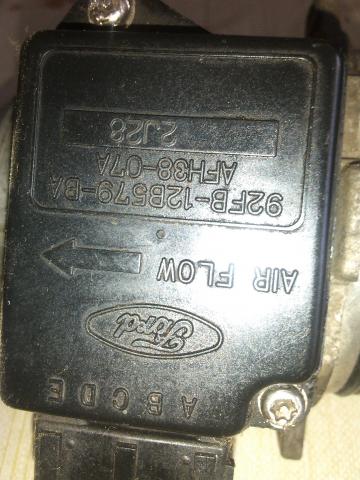 A B C D E
Ford
AIR FLOW
92FB-12B579-BA
AFH38-07A
2J28